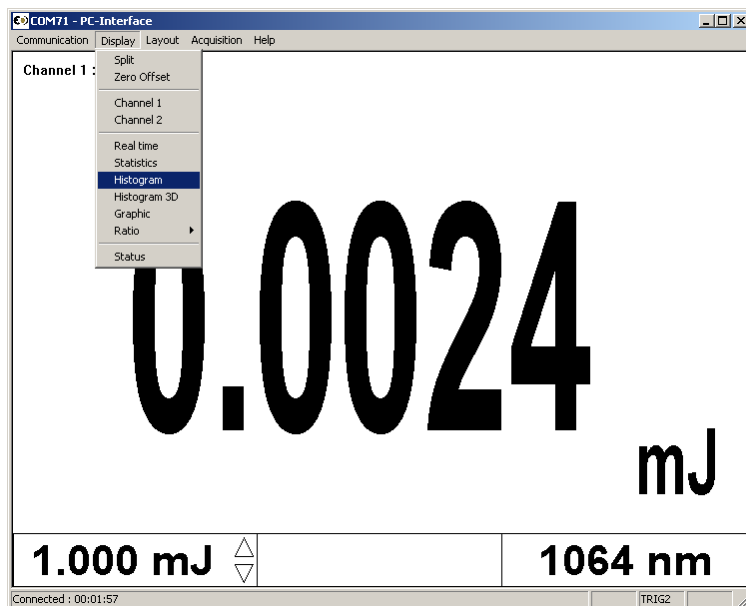 COM71 - PC-Interface
Communication Display Layout Acquisition Help
Channel 1 :
Split
Zero Offset
Channel 1
Channel 2
Real time
Statistics
Histogram
Histogram 3D
Graphic
Ratio
Status
0.0024
mJ
1.000 mJ 1064 nm
Connected : 00:01:57 TRIG2